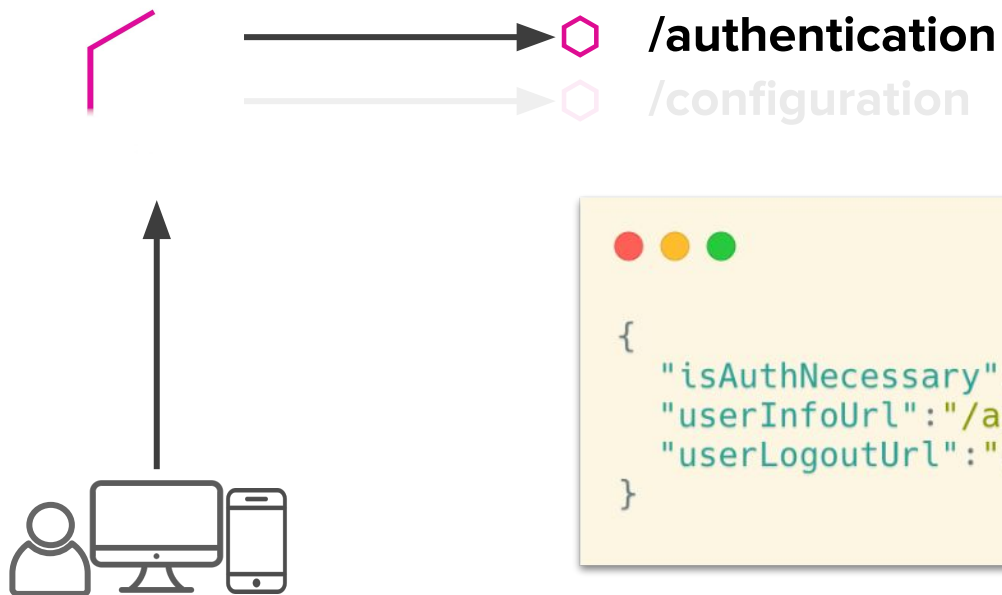 /authentication
/configuration
{
"isAuthNecessary"
"userInfoUrl":"/a
"userLogoutUrl":"
}